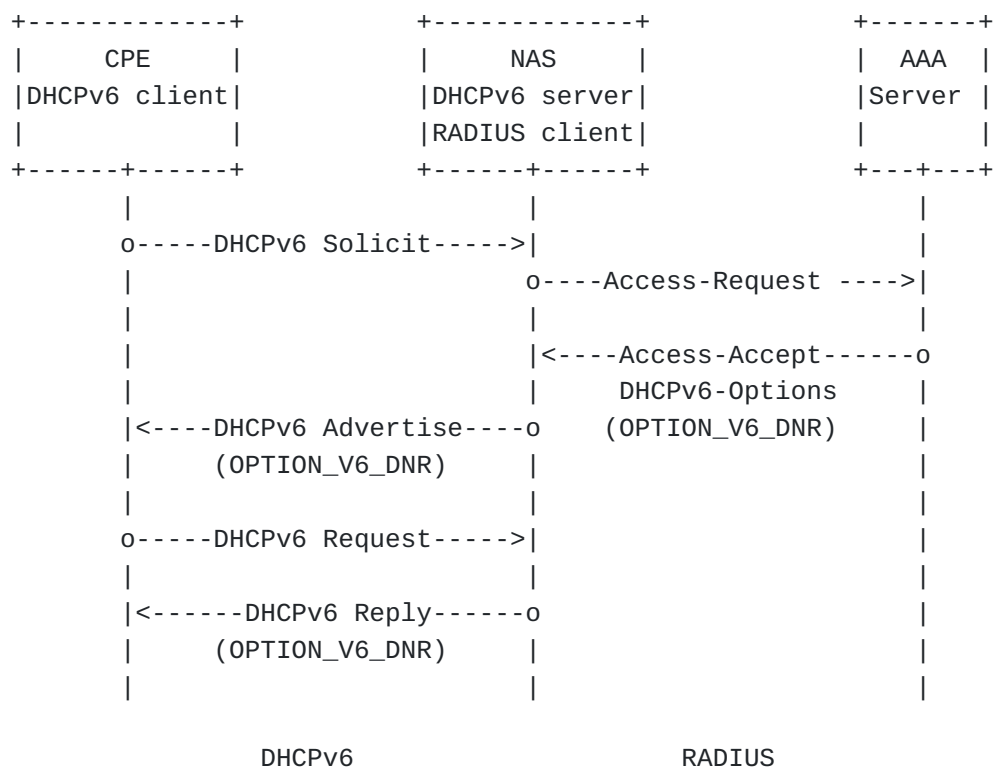 +-------------+ +-------------+ +-------+
| CPE | | NAS | | AAA |
|DHCPv6 client| |DHCPv6 server| |Server |
| | |RADIUS client| | |
+------+------+ +------+------+ +---+---+
| | |
o-----DHCPv6 Solicit----->| |
| o----Access-Request ---->|
| | |
| |<----Access-Accept------o
| | DHCPv6-Options |
|<----DHCPv6 Advertise----o (OPTION_V6_DNR) |
| (OPTION_V6_DNR) | |
| | |
o-----DHCPv6 Request----->| |
| | |
|<------DHCPv6 Reply------o |
| (OPTION_V6_DNR) | |
| | |
DHCPv6 RADIUS